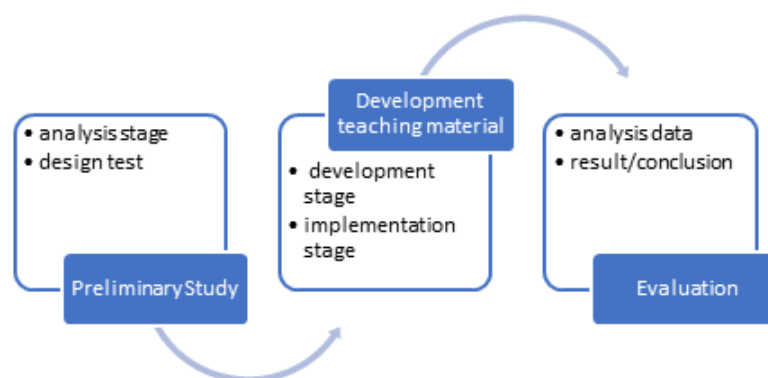 • analysis stage
• design test
Preliminary Study
Development
teaching material
• development
stage
• implementation
stage
• analysis data
• result/conclusion
Evaluation